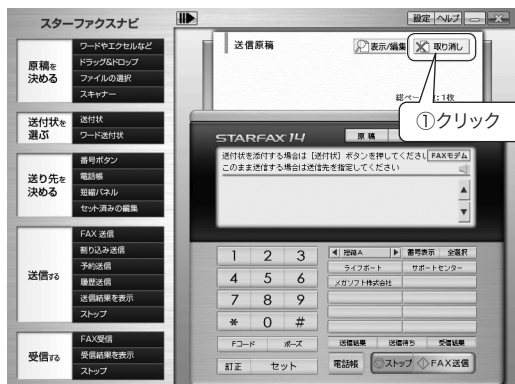 スターファクスナビ
設定
ヘルプ
原稿を
決める
ワードやエクセルなど
ドラッグ&ドロップ
ファイルの選択
スキャナー
送付状を
選ぶ
送付状
ワード送付状
送り先を
決める
番号ボタン
電話帳
短縮パネル
セット済みの編集
送信する
FAX 送信
割り込み送信
予約送信
履歴送信
送信結果を表示
ストップ
受信する
FAX受信
受信結果を表示
ストップ
送信原稿
表示/編集
取り消し
:1枚
①クリック
STARFAX 14
原稿
送付状を添付する場合は [送付状] ボタンを押してください
このまま送信する場合は送信先を指定してください
FAXモデム
1 2 3
4 5 6
7 8 9
* 0 #
Fコード ポーズ
訂正 セット
短縮A 番号表示 全選択
ライフボート サポートセンター
メガソフト株式会社
送信結果 送信待ち 受信結果
電話帳 ストップ FAX送信